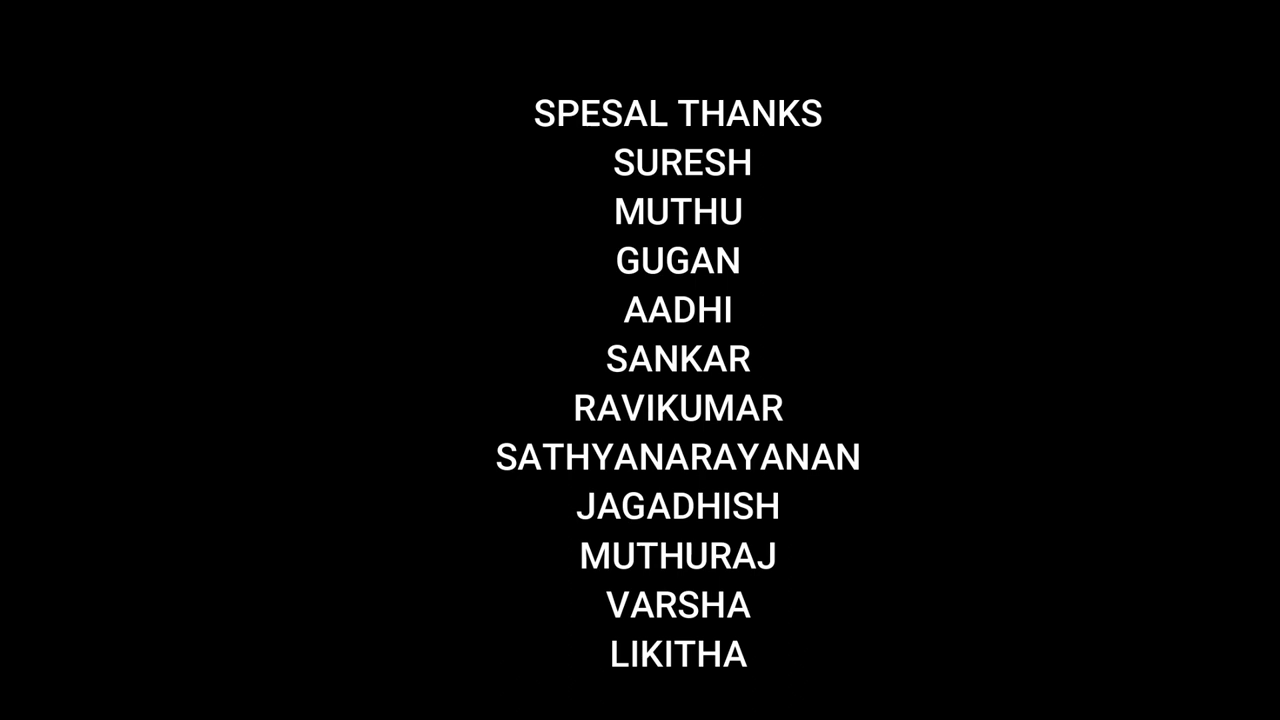 SPESAL THANKS
SURESH
MUTHU
GUGAN
AADHI
SANKAR
RAVIKUMAR
SATHYANARAYANAN
JAGADHISH
MUTHURAJ
VARSHA
LIKITHA